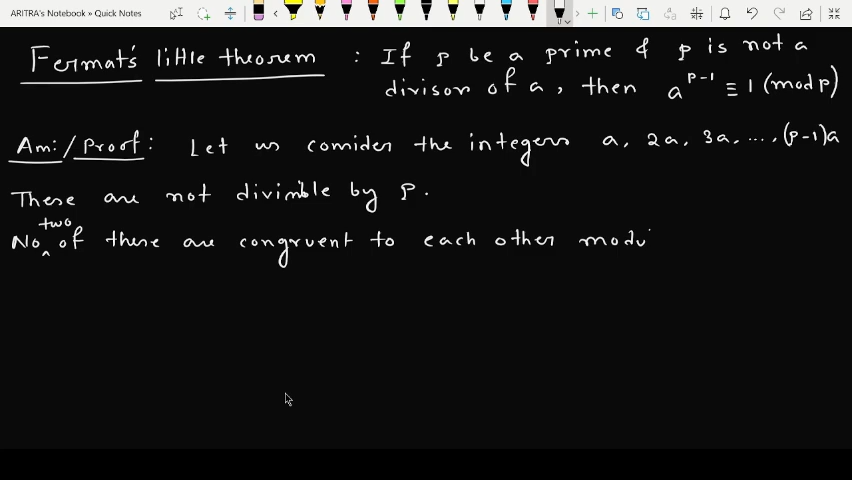 ARITRA's Notebook » Quick Notes
Fermat's little theorem : If p be a prime & p is not a
divisor of a, then a^{p-1} ≡ 1 (mod p)
Ans: / Proof: Let us consider the integers a, 2a, 3a, ..., (p-1)a
These are not divisible by p.
No two of these are congruent to each other modu